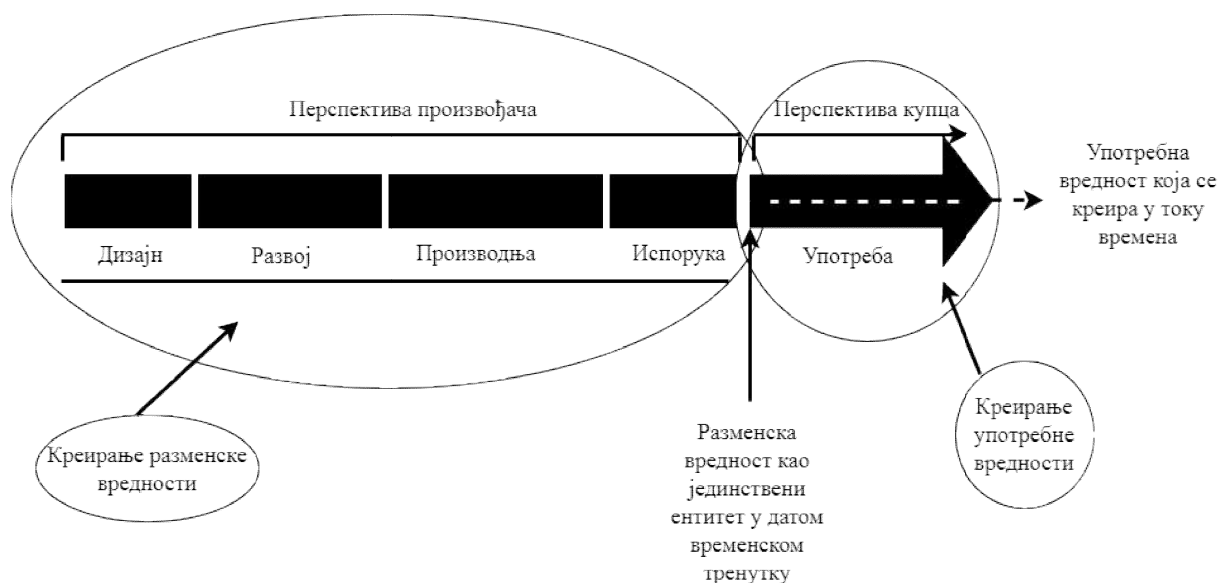 Перспектива произвођача
Перспектива купца
Употребна
вредност која се
креира у току
времена
Дизајн
Развој
Производња
Испорука
Употреба
Креирање разменске
вредности
Разменска
вредност као
јединствени
ентитет у датом
временском
тренутку
Креирање
употребне
вредности